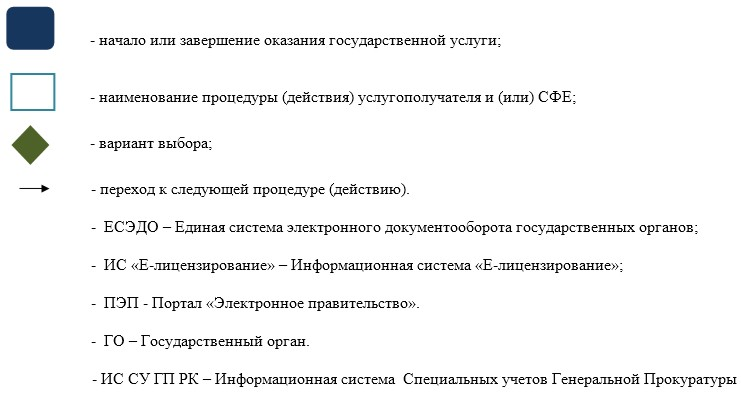 - начало или завершение оказания государственной услуги;
- наименование процедуры (действия) услугополучателя и (или) СФЕ;
- вариант выбора;
- переход к следующей процедуре (действию).
- ЕСЭДО – Единая система электронного документооборота государственных органов;
- ИС «Е-лицензирование» – Информационная система «Е-лицензирование»;
- ПЭП - Портал «Электронное правительство».
- ГО – Государственный орган.
- ИС СУ ГП РК – Информационная система Специальных учетов Генеральной Прокуратуры